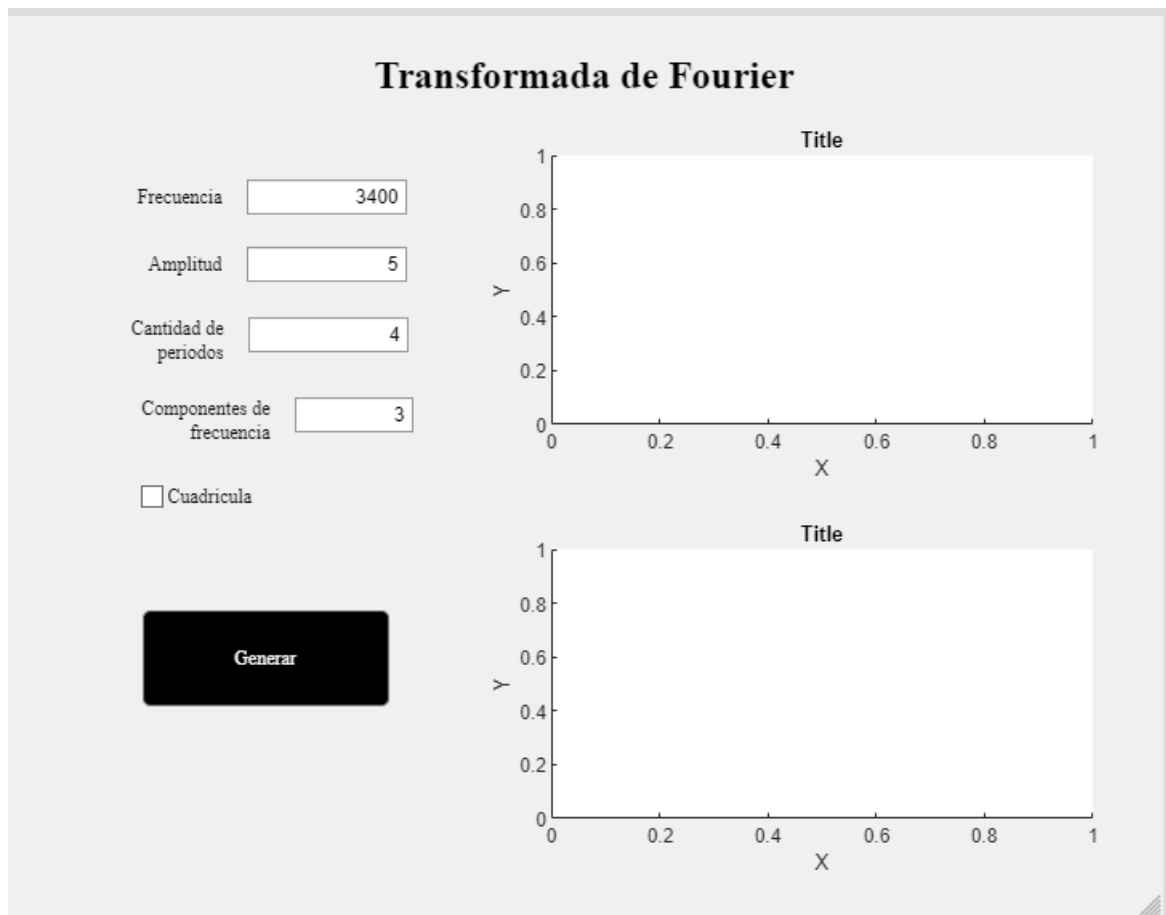 Transformada de Fourier
Frecuencia 3400
Amplitud 5
Cantidad de
periodos 4
Componentes de
frecuencia 3
Cuadricula
Generar
Title
1
0.8
0.6
0.4
0.2
0
Y
0 0.2 0.4 0.6 0.8 1
X
Title
1
0.8
0.6
0.4
0.2
0
Y
0 0.2 0.4 0.6 0.8 1
X